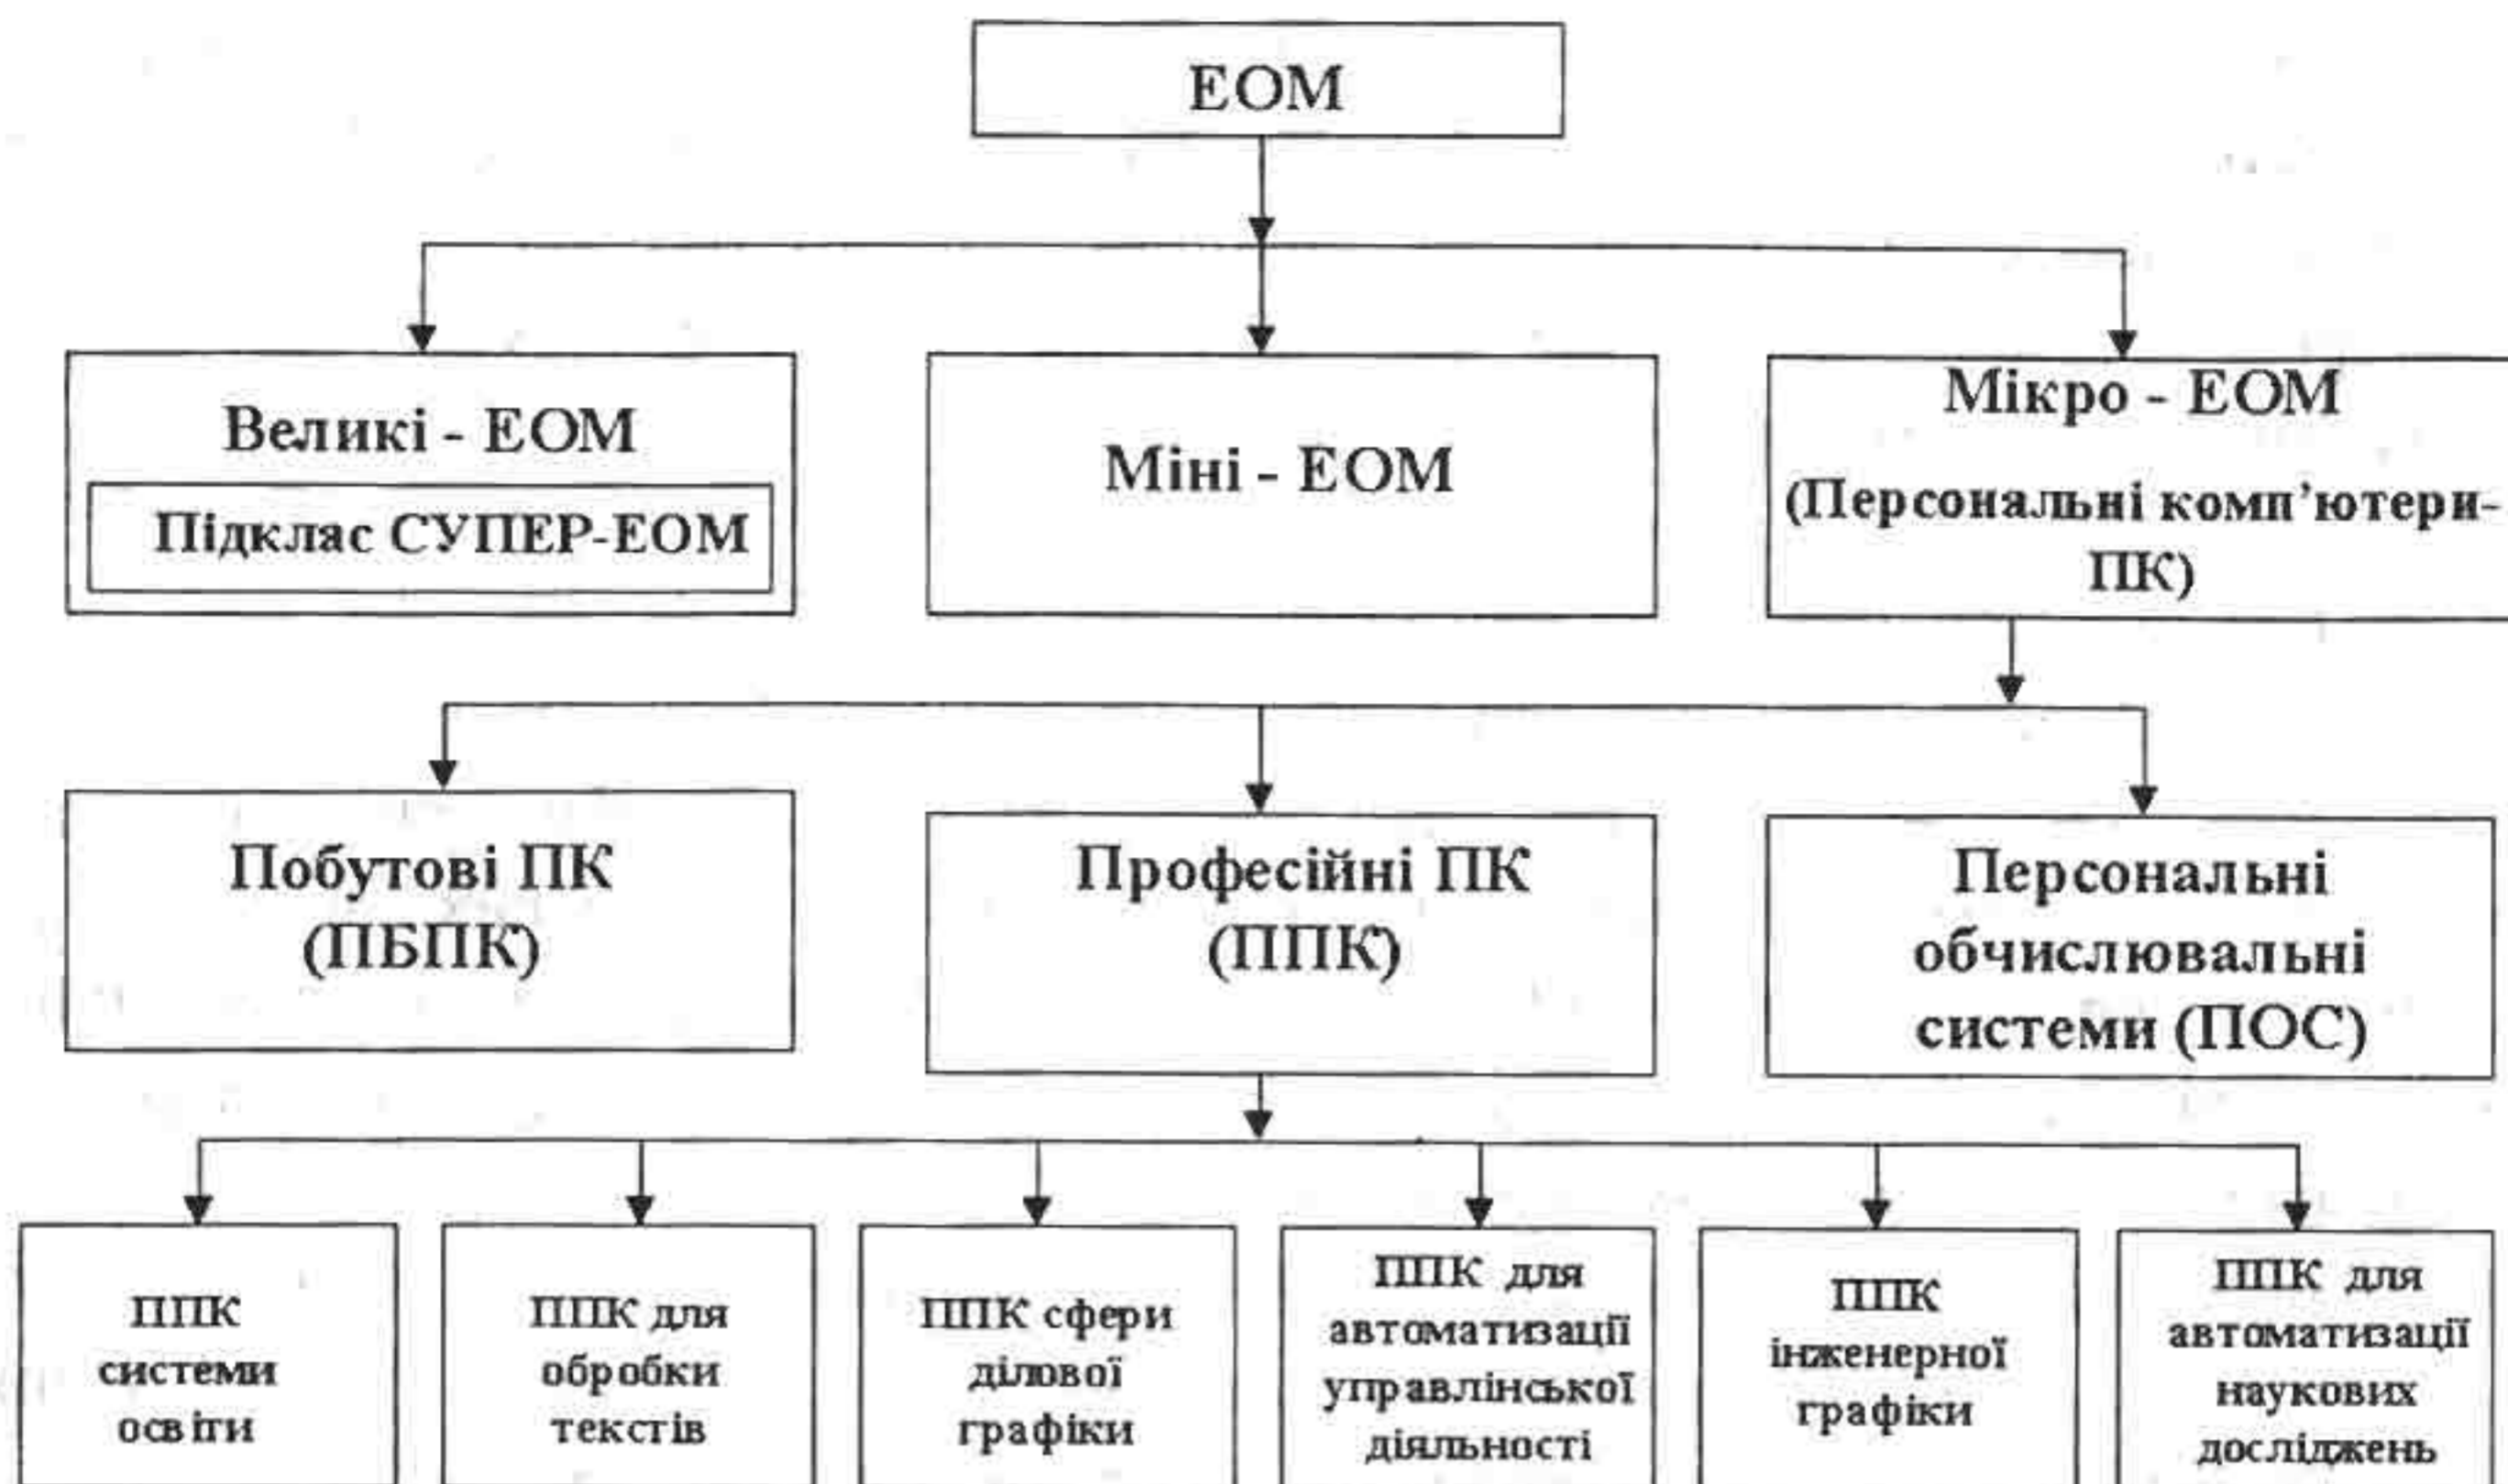 ЕОМ
Великі - ЕОМ
Підклас СУПЕР-ЕОМ
Міні - ЕОМ
Мікро - ЕОМ
(Персональні комп’ютери-
ПК)
Побутові ПК
(ПБПК)
Професійні ПК
(ППК)
Персональні
обчислювальні
системи (ПОС)
ППК
системи
освіти
ППК для
обробки
текстів
ППК сфери
ділової
графіки
ППК для
автоматизації
управлінської
діяльності
ППК
інженерної
графіки
ППК для
автоматизації
наукових
досліджень